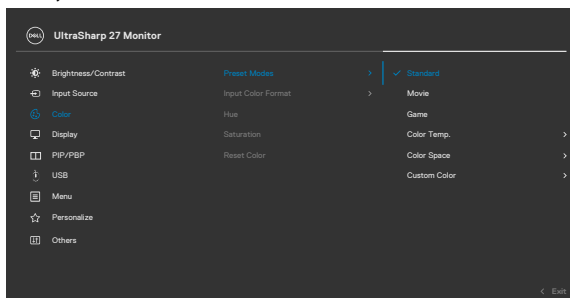 DELL UltraSharp 27 Monitor
Brightness/Contrast Preset Modes > ✓ Standard
Input Source Input Color Format > Movie
Color Hue Game
Display Saturation Color Temp. >
PIP/PBP Reset Color Color Space >
USB Custom Color >
Menu
Personalize
Others
< Exit